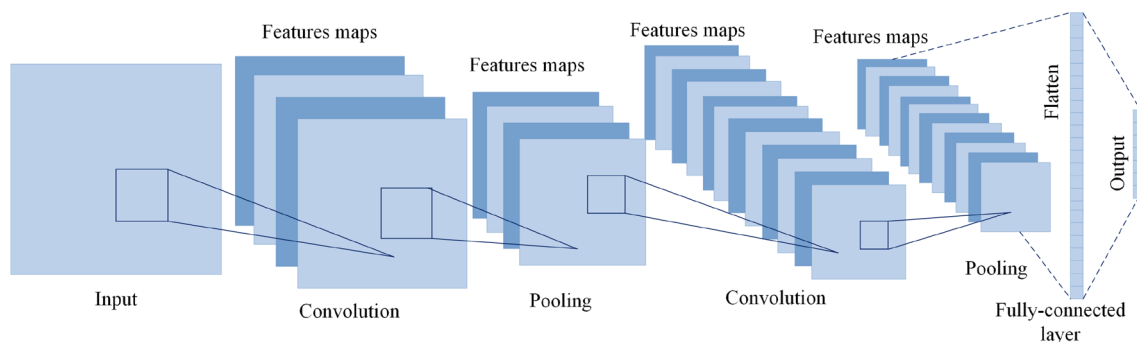 Features maps
Features maps
Features maps
Features maps
Flatten
Output
Input
Convolution
Pooling
Convolution
Pooling
Fully-connected
layer